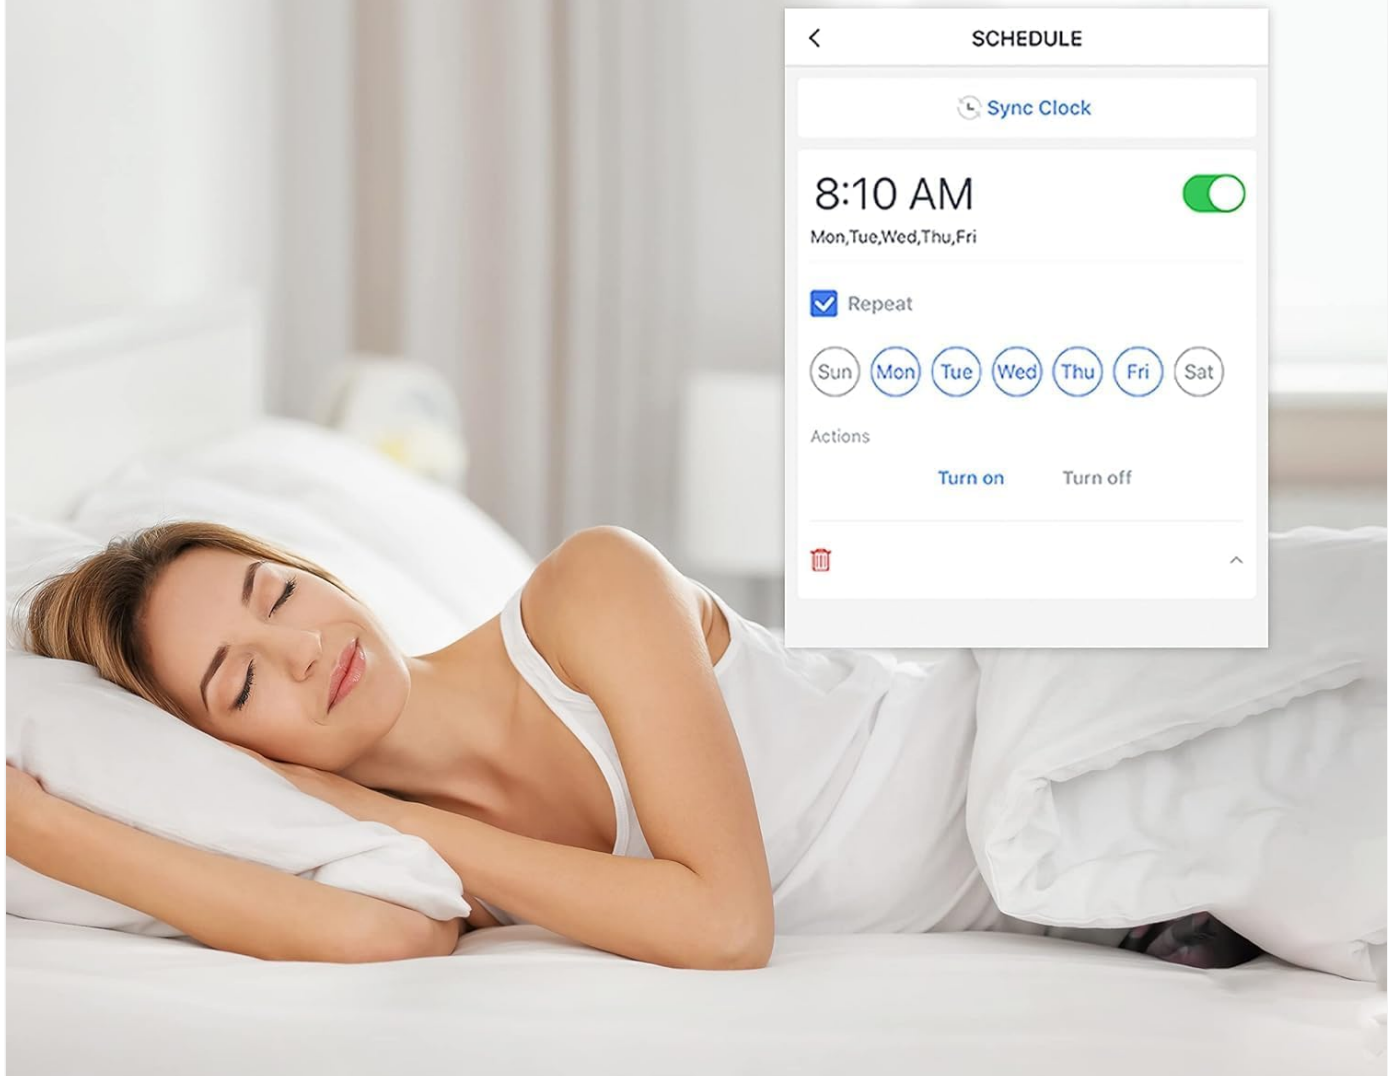 SCHEDULE
Sync Clock
8:10 AM
Mon,Tue,Wed,Thu,Fri
Repeat
Sun Mon Tue Wed Thu Fri Sat
Actions
Turn on Turn off